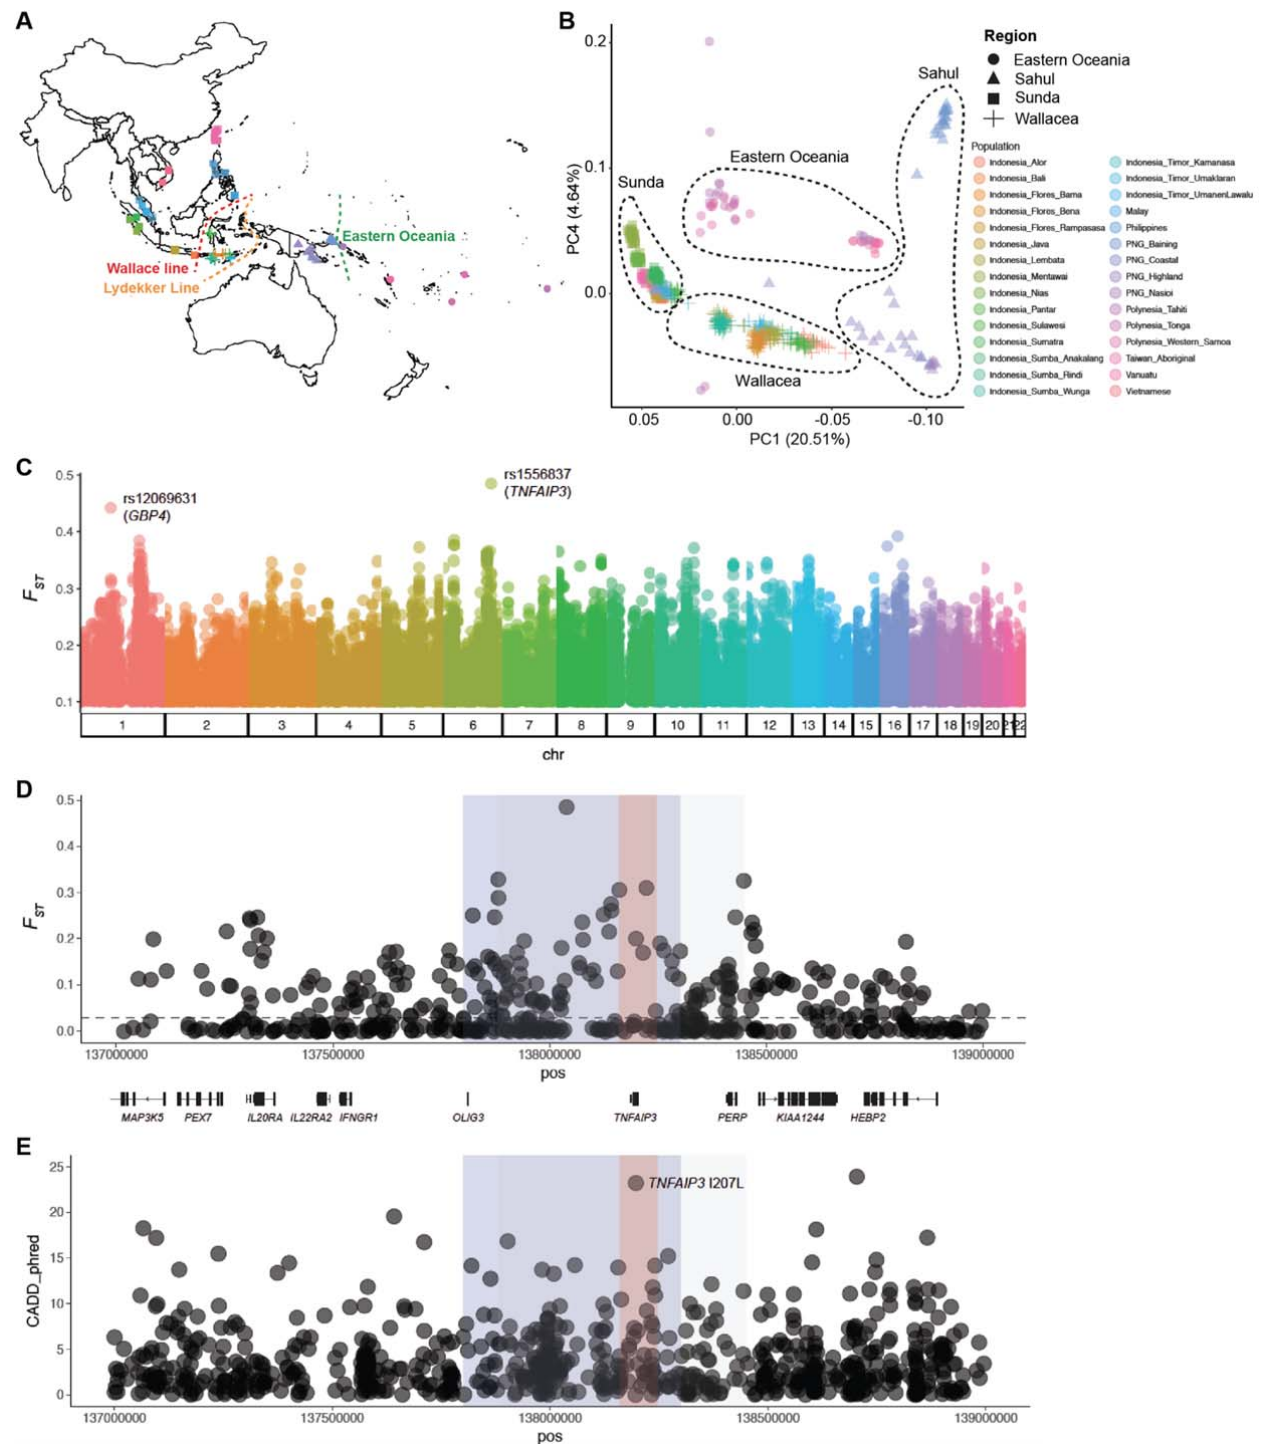 A
Wallace line
Lydekker Line
Eastern Oceania
B
0.2
0.1
0.0
PC4 (4.64%)
Sunda
Eastern Oceania
Sahul
Wallacea
0.05
0.00
-0.05
-0.10
PC1 (20.51%)
Region
Eastern Oceania
Sahul
Sunda
Wallacea
Population
Indonesia_Alor
Indonesia_Bali
Indonesia_Flores_Bama
Indonesia_Flores_Bena
Indonesia_Flores_Rampasasa
Indonesia_Java
Indonesia_Lembata
Indonesia_Mentawai
Indonesia_Nias
Indonesia_Pantar
Indonesia_Sulawesi
Indonesia_Sumatra
Indonesia_Sumba_Anakalang
Indonesia_Sumba_Rindi
Indonesia_Sumba_Wunga
Indonesia_Timor_Kamanasa
Indonesia_Timor_Umaklaran
Indonesia_Timor_UmanenLawalu
Malay
Philippines
PNG_Baining
PNG_Coastal
PNG_Highland
PNG_Nasioi
Polynesia_Tahiti
Polynesia_Tonga
Polynesia_Western_Samoa
Taiwan_Aboriginal
Vanuatu
Vietnamese
C
0.5
0.4
0.3
0.2
0.1
FST
rs12069631
(GBP4)
rs1556837
(TNFAIP3)
1 2 3 4 5 6 7 8 9 10 11 12 13 14 15 16 17 18 19 20 21 22
chr
D
0.5
0.4
0.3
0.2
0.1
0.0
FST
137000000 137500000 138000000 138500000 139000000
pos
MAP3K5 PEX7 IL20RA IL22RA2 IFNGR1 OLIG3 TNFAIP3 PERP KIAA1244 HEBP2
E
25
20
15
10
5
0
CADD_phred
TNFAIP3 I207L
137000000 137500000 138000000 138500000 139000000
pos